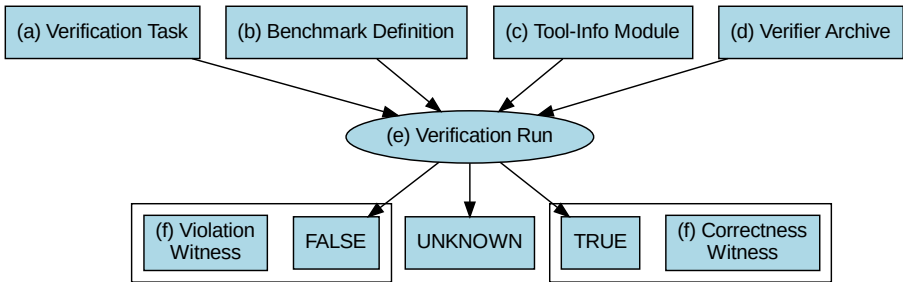 (a) Verification Task
(b) Benchmark Definition
(c) Tool-Info Module
(d) Verifier Archive
(e) Verification Run
(f) Violation
Witness
FALSE
UNKNOWN
TRUE
(f) Correctness
Witness